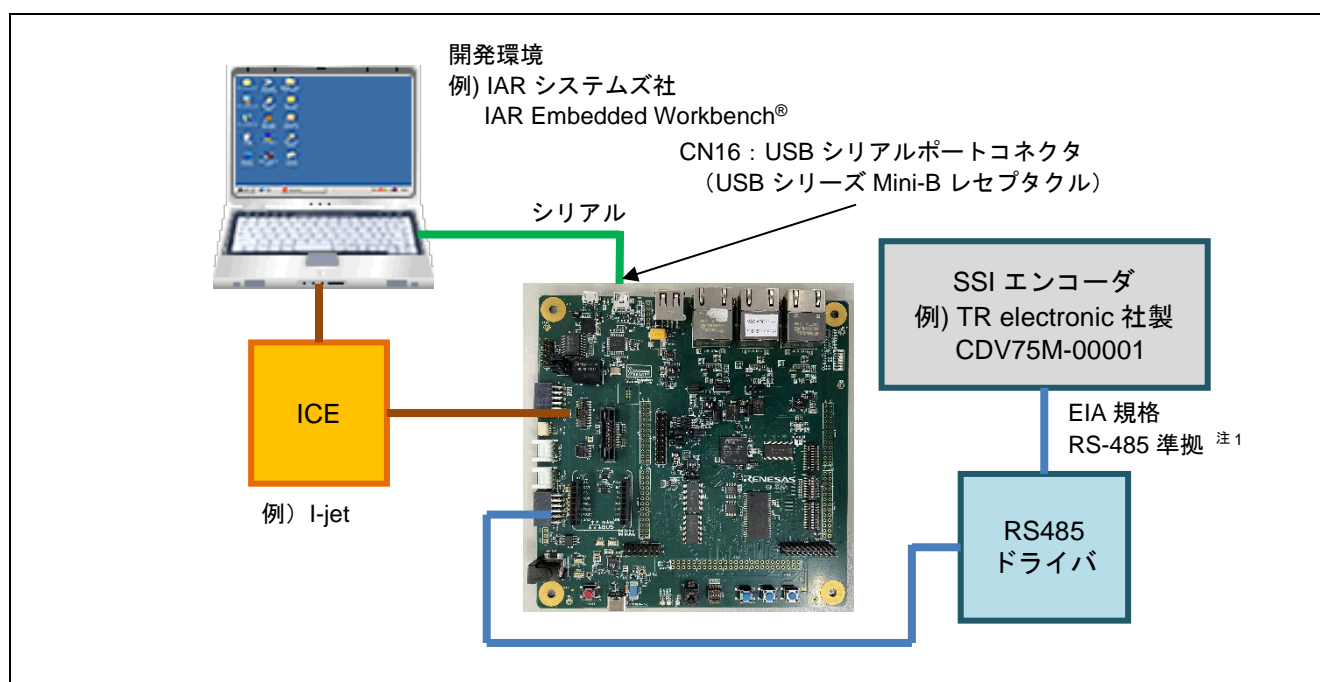 開発環境
例) IAR システムズ社
IAR Embedded Workbench®
CN16：USB シリアルポートコネクタ
（USB シリーズ Mini-B レセプタクル）
シリアル
SSI エンコーダ
例) TR electronic 社製
CDV75M-00001
ICE
EIA 規格
RS-485 準拠 注 1
例）I-jet
RENESAS
RS485
ドライバ